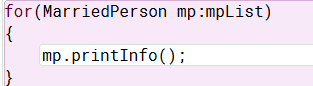 for(MarriedPerson mp:mpList)
{
    mp.printInfo();
}